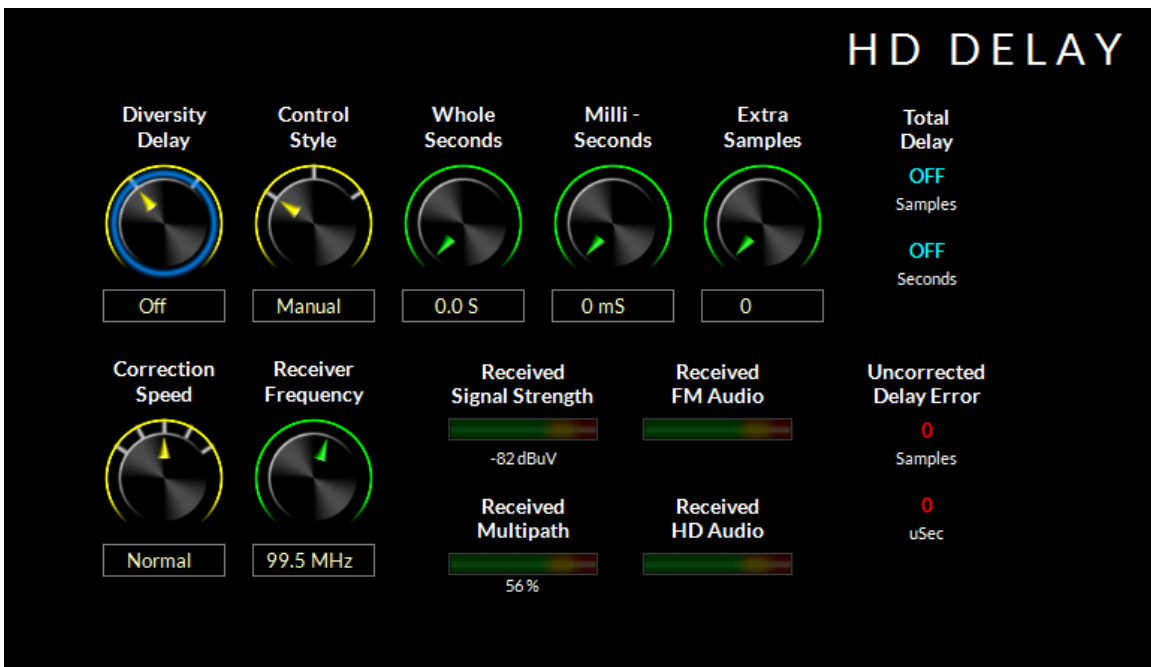 HD DELAY
Diversity
Delay
Control
Style
Whole
Seconds
Milli -
Seconds
Extra
Samples
Total
Delay
OFF
Samples
OFF
Seconds
Off
Manual
0.0 S
0 mS
0
Correction
Speed
Receiver
Frequency
Received
Signal Strength
Received
FM Audio
Uncorrected
Delay Error
0
Samples
-82 dBuV
Received
Multipath
Received
HD Audio
0
uSec
Normal
99.5 MHz
56 %